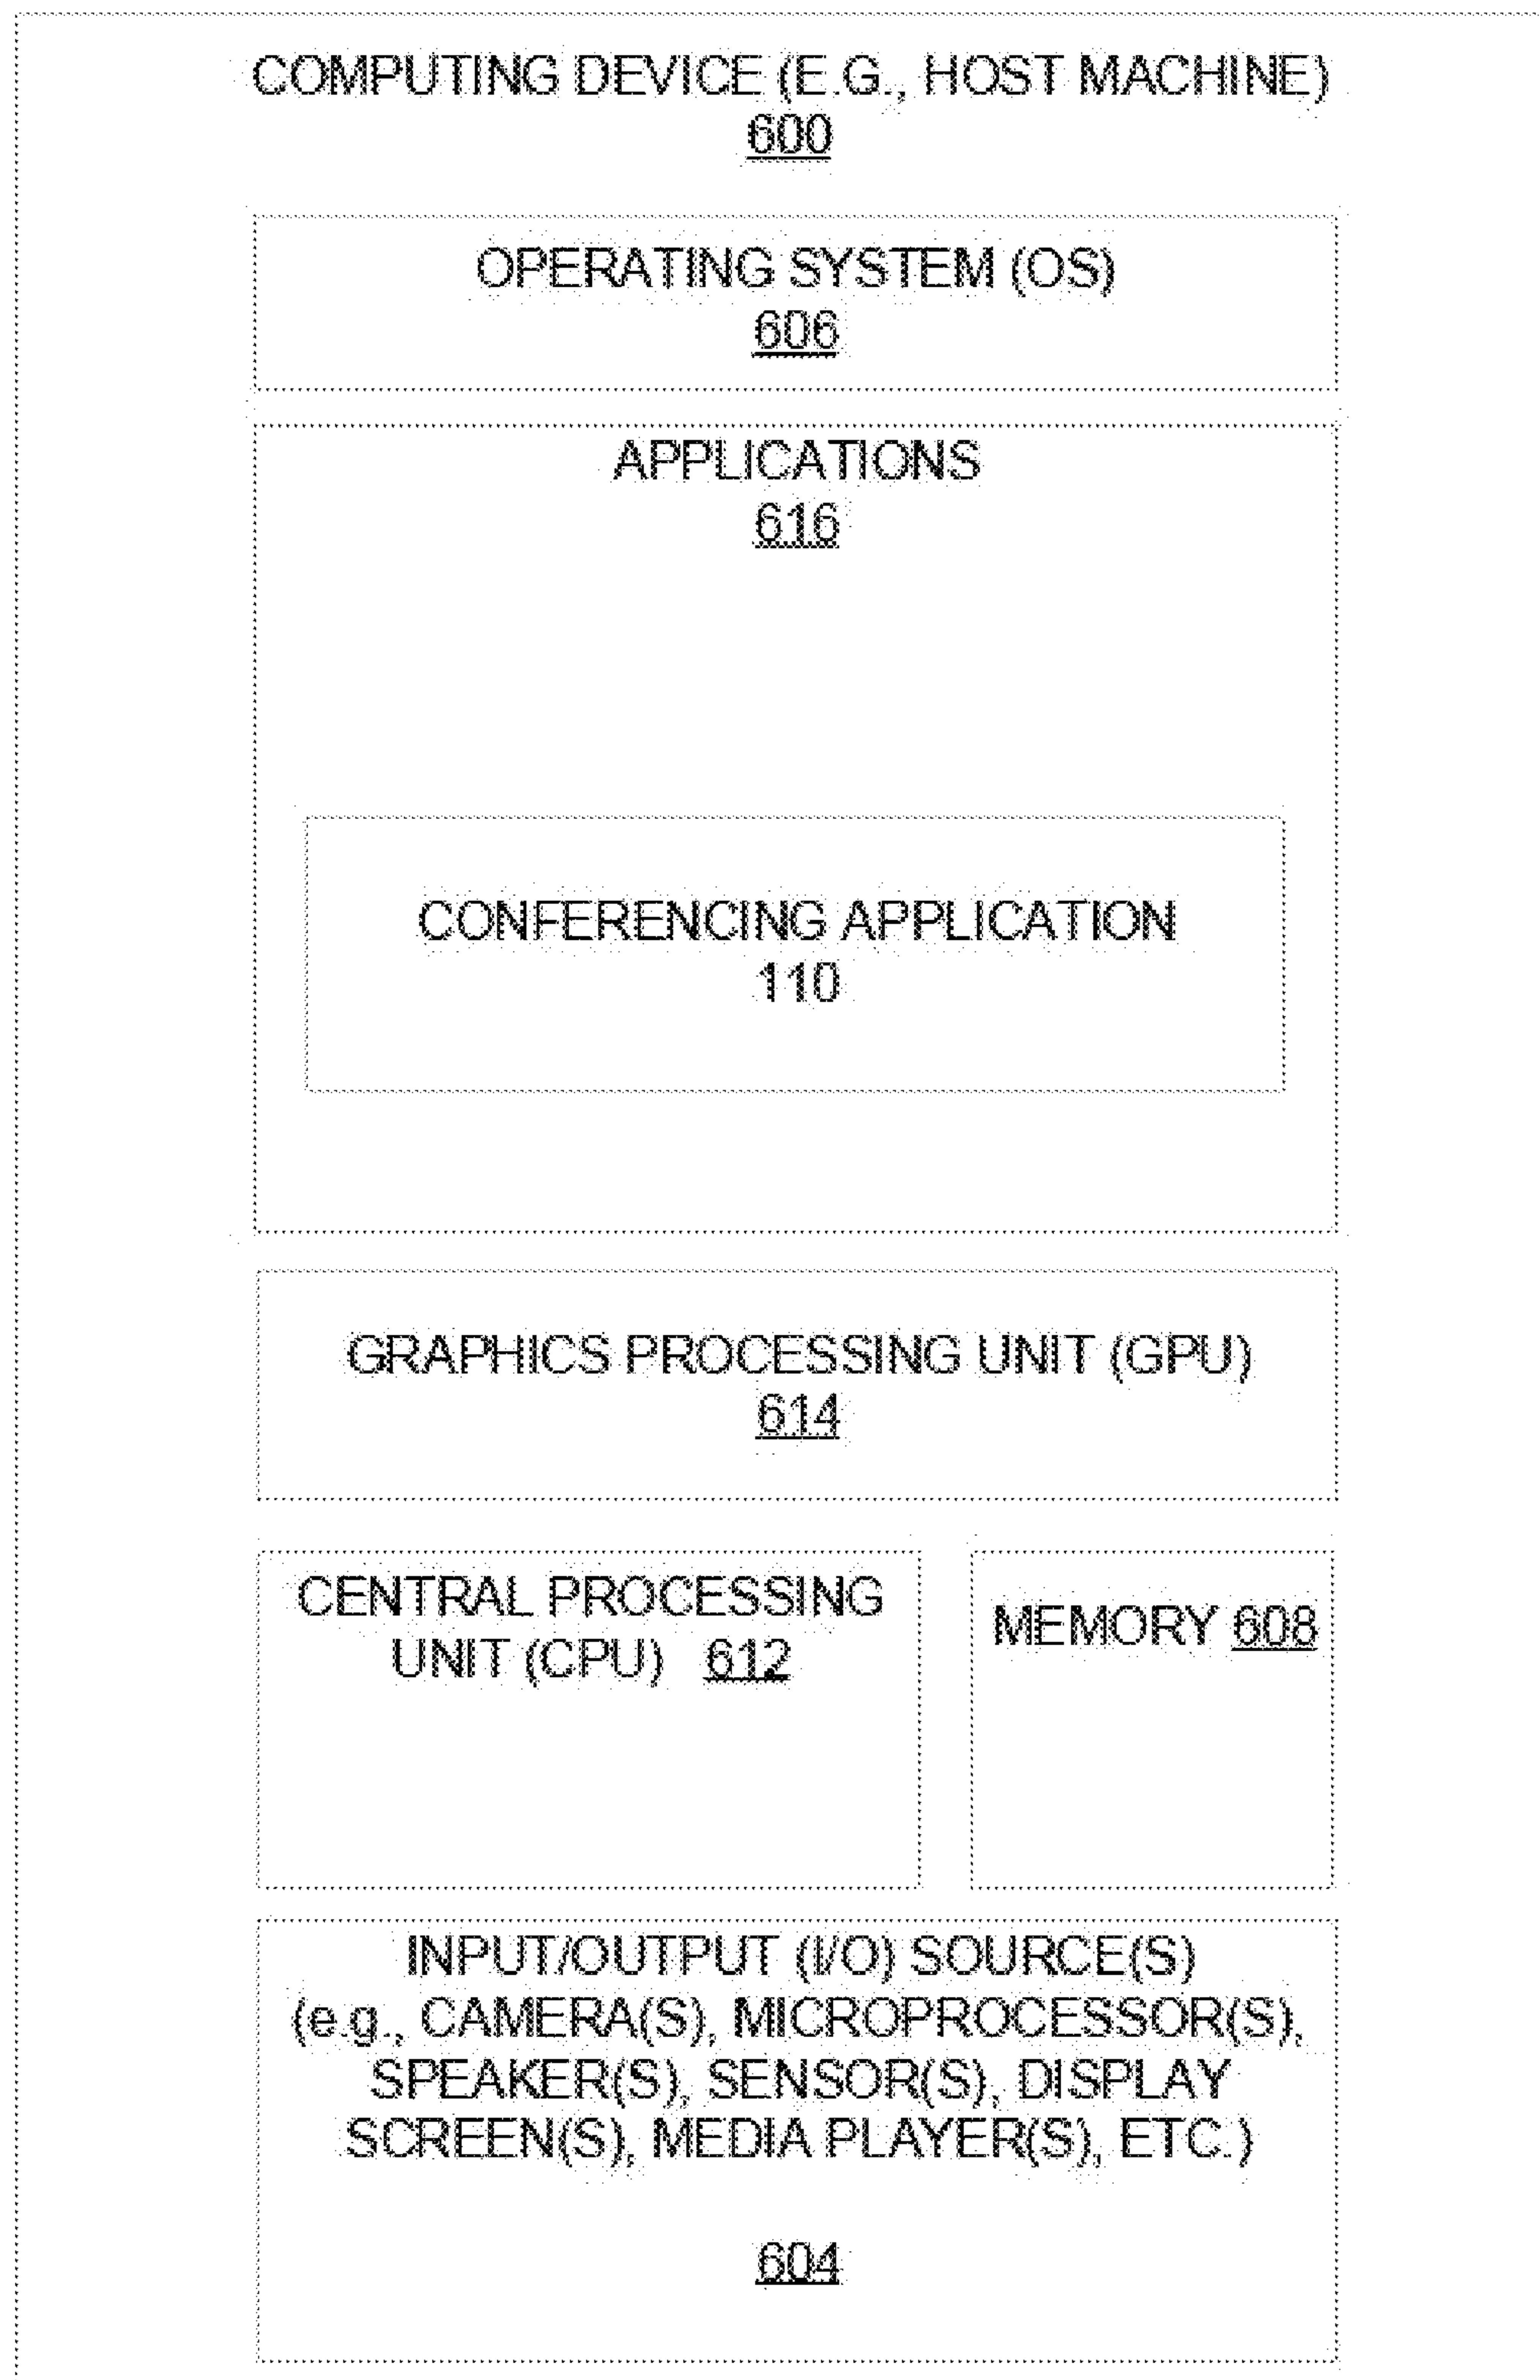 COMPUTING DEVICE (E.G., HOST MACHINE)
600
OPERATING SYSTEM (OS)
606
APPLICATIONS
616
CONFERENCING APPLICATION
110
GRAPHICS PROCESSING UNIT (GPU)
614
CENTRAL PROCESSING
UNIT (CPU) 612
MEMORY 608
INPUT/OUTPUT (I/O) SOURCE(S)
(e.g., CAMERA(S), MICROPROCESSOR(S),
SPEAKER(S), SENSOR(S), DISPLAY
SCREEN(S), MEDIA PLAYER(S), ETC.)
604